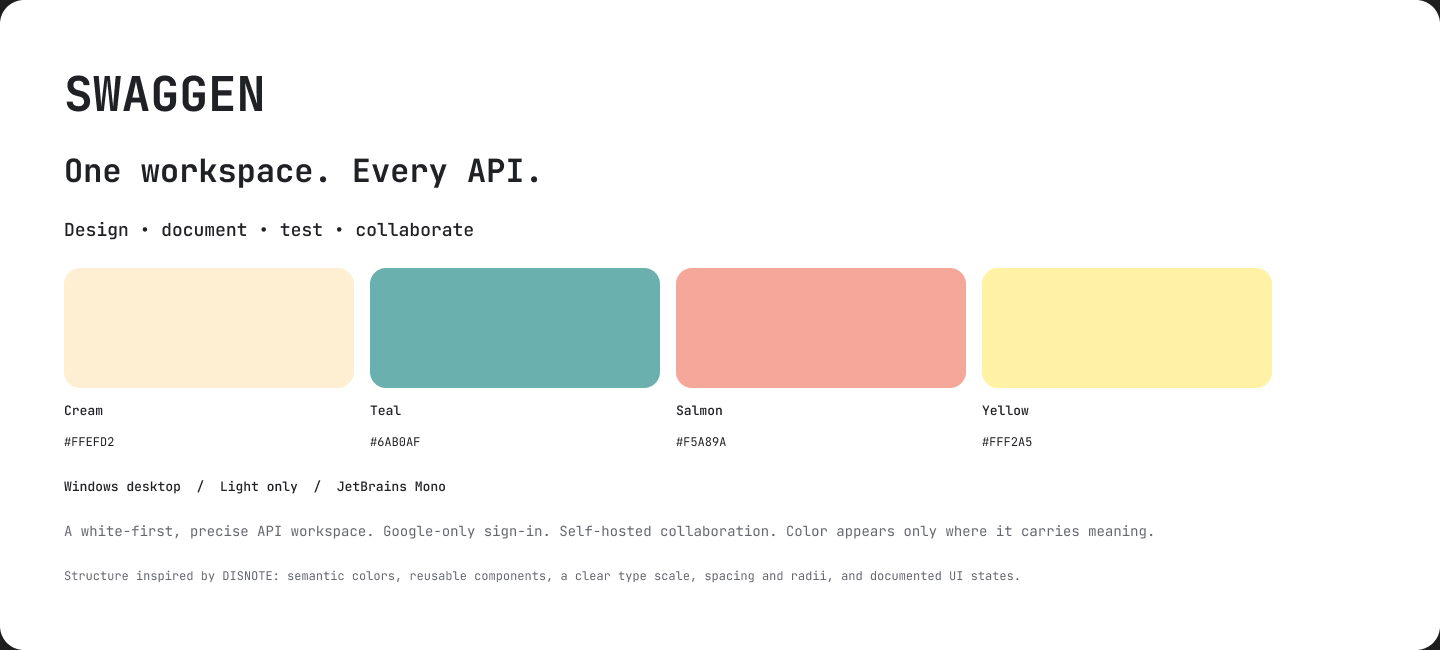 SWAGGEN
One workspace. Every API.
Design • document • test • collaborate
Cream
Teal
Salmon
Yellow
#FFEFD2
#6AB0AF
#F5A89A
#FFF2A5
Windows desktop / Light only / JetBrains Mono
A white-first, precise API workspace. Google-only sign-in. Self-hosted collaboration. Color appears only where it carries meaning.
Structure inspired by DISNOTE: semantic colors, reusable components, a clear type scale, spacing and radii, and documented UI states.